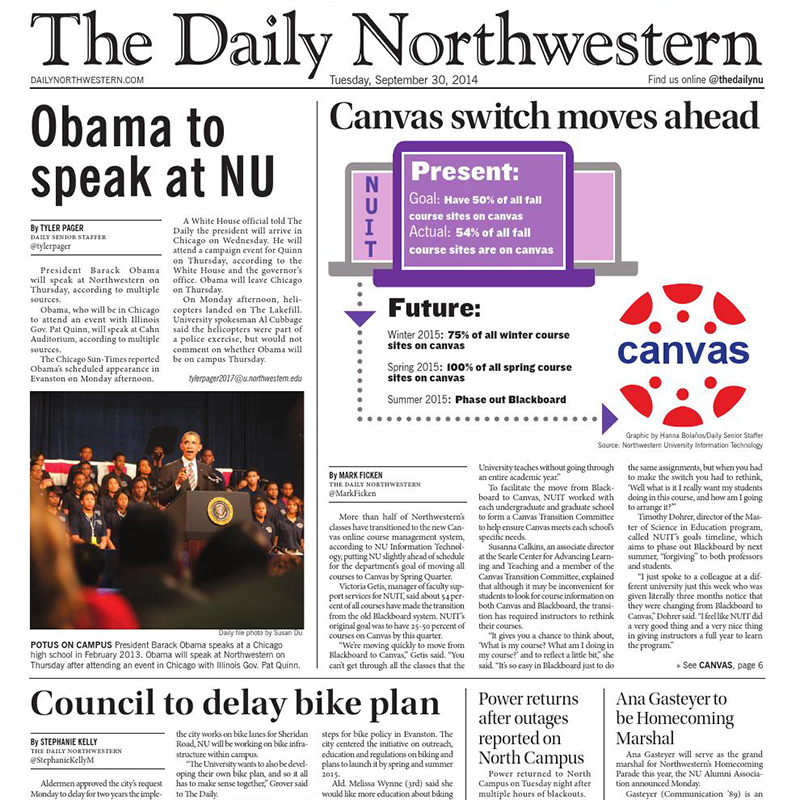 The Daily Northwestern
DAILYNORTHWESTERN.COM
Tuesday, September 30, 2014
Find us online @thedailynu
Obama to
speak at NU
By TYLER PAGER
DAILY SENIOR STAFFER
@tylerpager
President Barack Obama
will speak at Northwestern on
Thursday, according to multiple
sources.
Obama, who will be in Chicago
to attend an event with Illinois
Gov. Pat Quinn, will speak at Cahn
Auditorium, according to multiple
sources.
The Chicago Sun-Times reported
Obama's scheduled appearance in
Evanston on Monday afternoon.
A White House official told The
Daily the president will arrive in
Chicago on Wednesday. He will
attend a campaign event for Quinn
on Thursday, according to the
White House and the governor's
office. Obama will leave Chicago
on Thursday.
On Monday afternoon, heli-
copters landed on The Lakefill.
University spokesman Al Cubbage
said the helicopters were part of
a police exercise, but would not
comment on whether Obama will
be on campus Thursday.
tylerpager2017@u.northwestern.edu
Daily file photo by Susan Du
POTUS ON CAMPUS President Barack Obama speaks at a Chicago
high school in February 2013. Obama will speak at Northwestern on
Thursday after attending an event in Chicago with Illinois Gov. Pat Quinn.
Canvas switch moves ahead
NUIT
Present:
Goal: Have 50% of all fall
course sites on canvas
Actual: 54% of all fall
course sites are on canvas
Future:
Winter 2015: 75% of all winter course
sites on canvas
Spring 2015: 100% of all spring course
sites on canvas
Summer 2015: Phase out Blackboard
canvas
Graphic by Hanna Bolaños/Daily Senior Staffer
Source: Northwestern University Information Technology
By MARK FICKEN
THE DAILY NORTHWESTERN
@MarkFicken
More than half of Northwestern's
classes have transitioned to the new Can-
vas online course management system,
according to NU Information Technol-
ogy, putting NU slightly ahead of schedule
for the department's goal of moving all
courses to Canvas by Spring Quarter.
Victoria Getis, manager of faculty sup-
port services for NUIT, said about 54 per-
cent of all courses have made the transition
from the old Blackboard system. NUIT's
original goal was to have 25-50 percent of
courses on Canvas by this quarter.
"We're moving quickly to move from
Blackboard to Canvas," Getis said. "You
can't get through all the classes that the
University teaches without going through
an entire academic year."
To facilitate the move from Black-
board to Canvas, NUIT worked with
each undergraduate and graduate school
to form a Canvas Transition Committee
to help ensure Canvas meets each school's
specific needs.
Susanna Calkins, an associate director
at the Searle Center for Advancing Learn-
ing and Teaching and a member of the
Canvas Transition Committee, explained
that although it may be inconvenient for
students to look for course information on
both Canvas and Blackboard, the transi-
tion has required instructors to rethink
their courses.
"It gives you a chance to think about,
'What is my course? What am I doing in
my course?' and to reflect a little bit," she
said. "It's so easy in Blackboard just to do
the same assignments, but when you had
to make the switch you had to rethink,
'Well what is it I really want my students
doing in this course, and how am I going
to arrange it?'"
Timothy Dohrer, director of the Mas-
ter of Science in Education program,
called NUIT's goals timeline, which
aims to phase out Blackboard by next
summer, "forgiving" to both professors
and students.
"I just spoke to a colleague at a dif-
ferent university just this week who was
given literally three months notice that
they were changing from Blackboard to
Canvas," Dohrer said. "I feel like NUIT did
a very good thing and a very nice thing
in giving instructors a full year to learn
the program."
» See CANVAS, page 6
Council to delay bike plan
By STEPHANIE KELLY
THE DAILY NORTHWESTERN
@StephanieKellyM
Aldermen approved the city's request
Monday to delay for two years the imple-
the city works on bike lanes for Sheridan
Road, NU will be working on bike infra-
structure within campus.
"The University wants to also be devel-
oping their own bike plan, and so it all
has to make sense together," Grover said
to The Daily.
steps for bike policy in Evanston. The
city centered the initiative on outreach,
education and regulations on biking and
plans to launch it by spring and summer
2015.
Ald. Melissa Wynne (3rd) said she
would like more education about biking
Power returns
after outages
reported on
North Campus
Power returned to North
Campus on Tuesday night after
multiple hours of blackouts.
Ana Gasteyer to
be Homecoming
Marshal
Ana Gasteyer will serve as the grand
marshal for Northwestern's Homecoming
Parade this year, the NU Alumni Associa-
tion announced Monday.
Gasteyer (Communication '89) is an